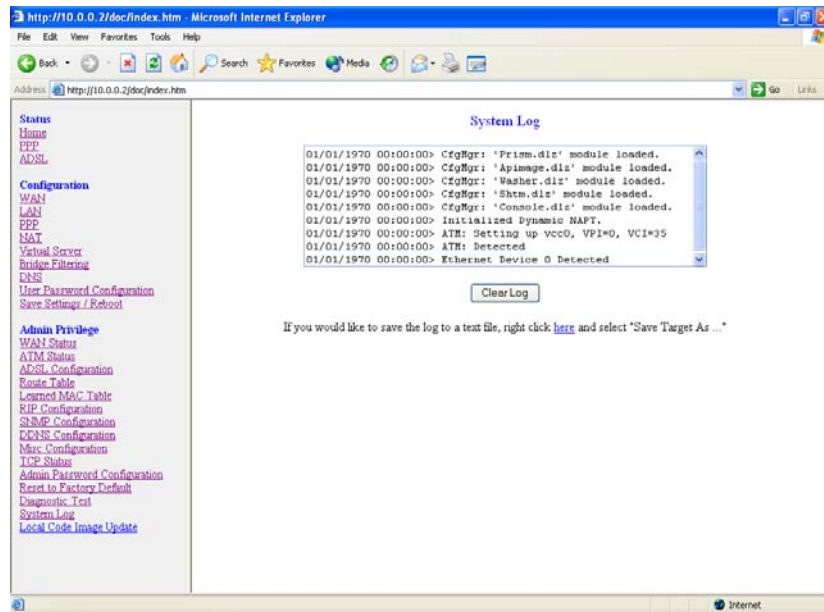 http://10.0.0.2/doc/index.htm - Microsoft Internet Explorer
File Edit View Favorites Tools Help
Back Search Favorites Media
Address http://10.0.0.2/doc/index.htm Go Links
Status
Home
PPP
ADSL
Configuration
WAN
LAN
PPP
NAT
Virtual Server
Bridge Filtering
DNS
User Password Configuration
Save Settings / Reboot
Admin Privilege
WAN Status
ATM Status
ADSL Configuration
Route Table
Learned MAC Table
RIP Configuration
SNMP Configuration
DDNS Configuration
Misc Configuration
TCP Status
Admin Password Configuration
Reset to Factory Default
Diagnostic Test
System Log
Local Code Image Update
System Log
01/01/1970 00:00:00> CfgMgr: 'Prism.dlz' module loaded.
01/01/1970 00:00:00> CfgMgr: 'Apimage.dlz' module loaded.
01/01/1970 00:00:00> CfgMgr: 'Washer.dlz' module loaded.
01/01/1970 00:00:00> CfgMgr: 'Shtm.dlz' module loaded.
01/01/1970 00:00:00> CfgMgr: 'Console.dlz' module loaded.
01/01/1970 00:00:00> Initialized Dynamic NAPT.
01/01/1970 00:00:00> ATM: Setting up vcc0, VPI=0, VCI=35
01/01/1970 00:00:00> ATM: Detected
01/01/1970 00:00:00> Ethernet Device 0 Detected
Clear Log
If you would like to save the log to a text file, right click here and select "Save Target As ..."
Internet